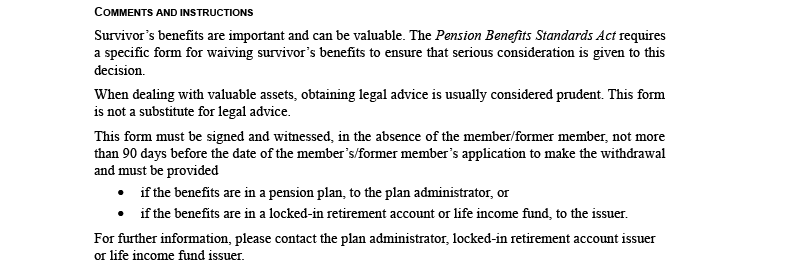 COMMENTS AND INSTRUCTIONS
Survivor's benefits are important and can be valuable. The Pension Benefits Standards Act requires
a specific form for waiving survivor's benefits to ensure that serious consideration is given to this
decision.
When dealing with valuable assets, obtaining legal advice is usually considered prudent. This form
is not a substitute for legal advice.
This form must be signed and witnessed, in the absence of the member/former member, not more
than 90 days before the date of the member's/former member's application to make the withdrawal
and must be provided
• if the benefits are in a pension plan, to the plan administrator, or
• if the benefits are in a locked-in retirement account or life income fund, to the issuer.
For further information, please contact the plan administrator, locked-in retirement account issuer
or life income fund issuer.